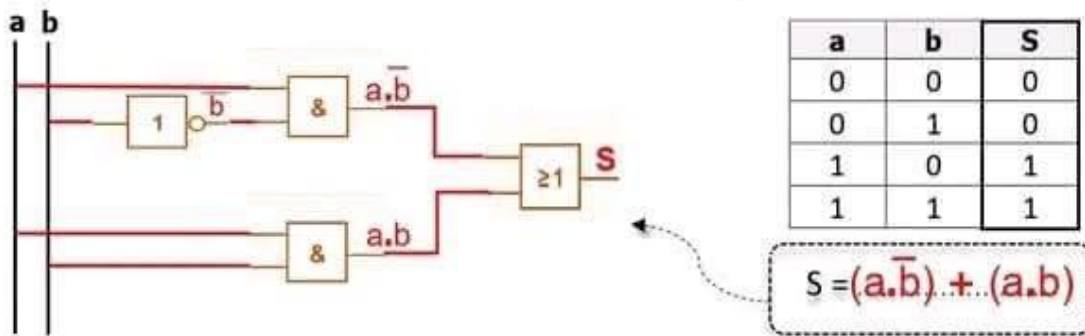 a b
b̅
1
&
a.b̅
&
a.b
≥1
S
a b S
0 0 0
0 1 0
1 0 1
1 1 1
S =(a.b̅) + (a.b)